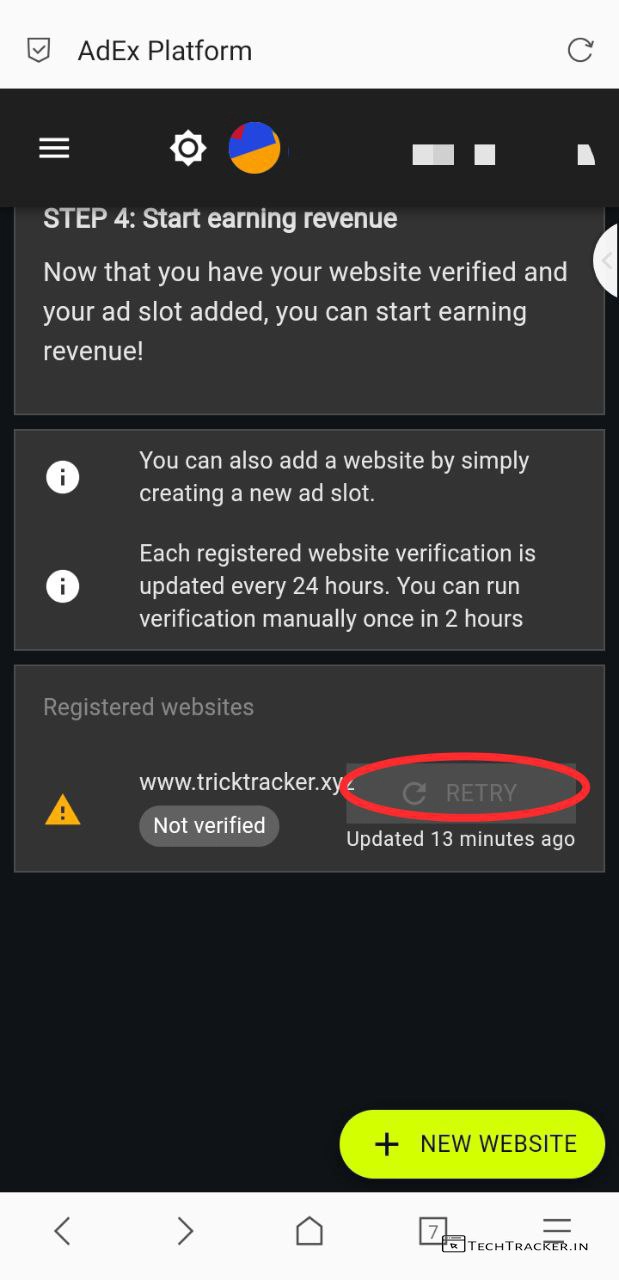 AdEx Platform
STEP 4: Start earning revenue
Now that you have your website verified and
your ad slot added, you can start earning
revenue!
You can also add a website by simply
creating a new ad slot.
Each registered website verification is
updated every 24 hours. You can run
verification manually once in 2 hours
Registered websites
www.tricktracker.xyz
RETRY
Not verified
Updated 13 minutes ago
NEW WEBSITE
7
TECHTRACKER.IN